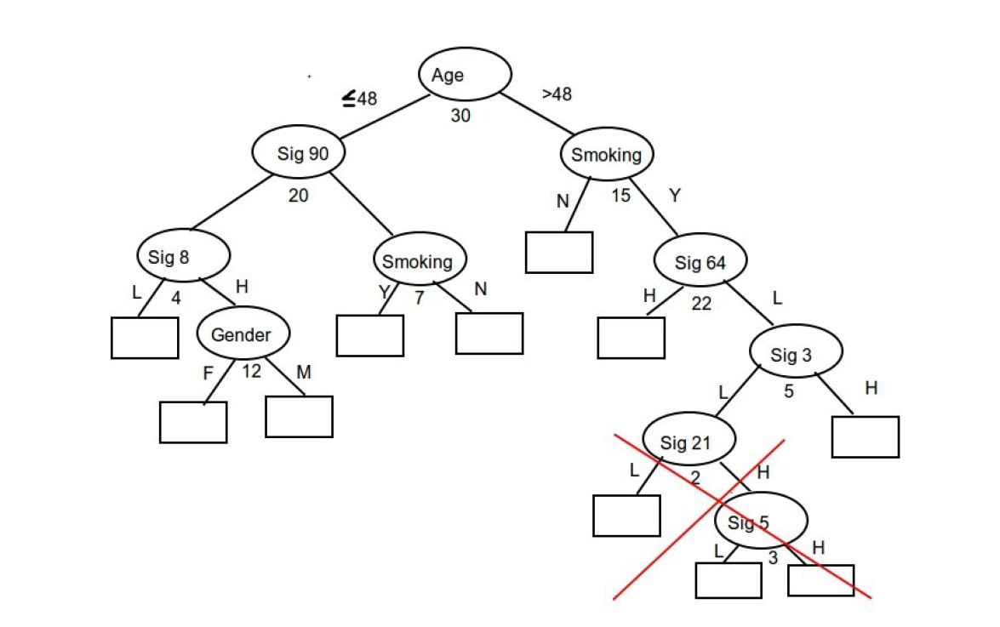 Age
≤48
>48
30
Sig 90
Smoking
20
15
N
Y
Sig 8
Smoking
Sig 64
L
4
H
Y
7
N
H
22
L
Gender
Sig 3
F
12
M
L
5
H
Sig 21
L
2
H
Sig 5
L
3
H